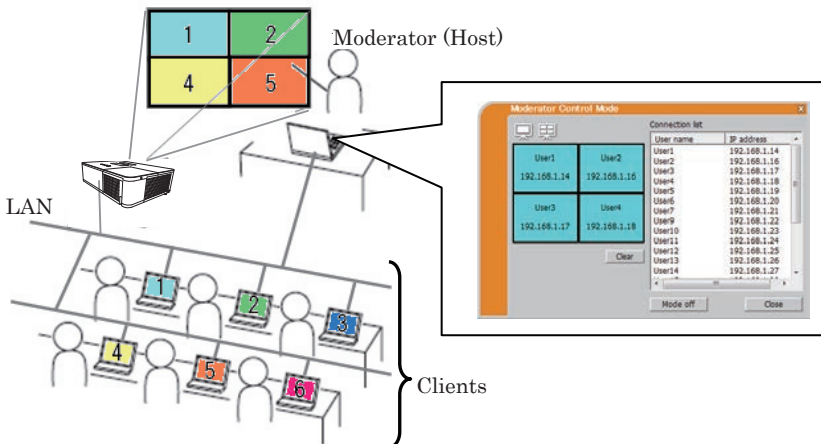 1
2
4
5
Moderator (Host)
LAN
1
2
3
4
5
6
Clients
Moderator Control Mode
X
User1
192.168.1.14
User2
192.168.1.16
User3
192.168.1.17
User4
192.168.1.18
Clear
Connection list
User name IP address
User1 192.168.1.14
User2 192.168.1.16
User3 192.168.1.17
User4 192.168.1.18
User5 192.168.1.19
User6 192.168.1.20
User7 192.168.1.21
User9 192.168.1.22
User10 192.168.1.23
User11 192.168.1.24
User12 192.168.1.25
User13 192.168.1.26
User14 192.168.1.27
Mode off
Close